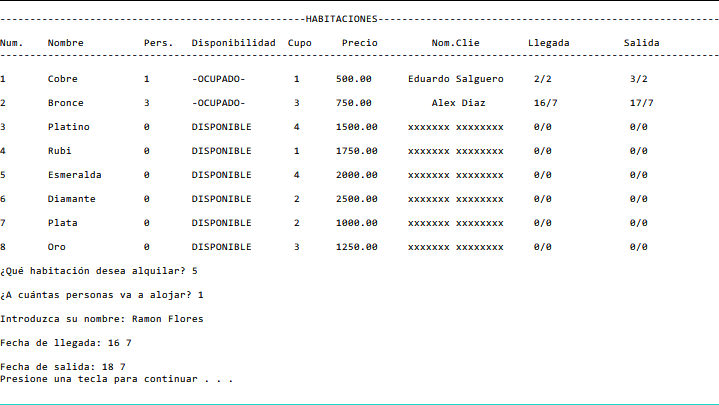 ---------------------------------------------------HABITACIONES---------------------------------------------------------
Num. Nombre Pers. Disponibilidad Cupo Precio Nom.Clie Llegada Salida
------------------------------------------------------------------------------------------------------------------------
1 Cobre 1 -OCUPADO- 1 500.00 Eduardo Salguero 2/2 3/2
2 Bronce 3 -OCUPADO- 3 750.00 Alex Diaz 16/7 17/7
3 Platino 0 DISPONIBLE 4 1500.00 xxxxxxx xxxxxxxx 0/0 0/0
4 Rubi 0 DISPONIBLE 1 1750.00 xxxxxxx xxxxxxxx 0/0 0/0
5 Esmeralda 0 DISPONIBLE 4 2000.00 xxxxxxx xxxxxxxx 0/0 0/0
6 Diamante 0 DISPONIBLE 2 2500.00 xxxxxxx xxxxxxxx 0/0 0/0
7 Plata 0 DISPONIBLE 2 1000.00 xxxxxxx xxxxxxxx 0/0 0/0
8 Oro 0 DISPONIBLE 3 1250.00 xxxxxxx xxxxxxxx 0/0 0/0
¿Qué habitación desea alquilar? 5
¿A cuántas personas va a alojar? 1
Introduzca su nombre: Ramon Flores
Fecha de llegada: 16 7
Fecha de salida: 18 7
Presione una tecla para continuar . . .